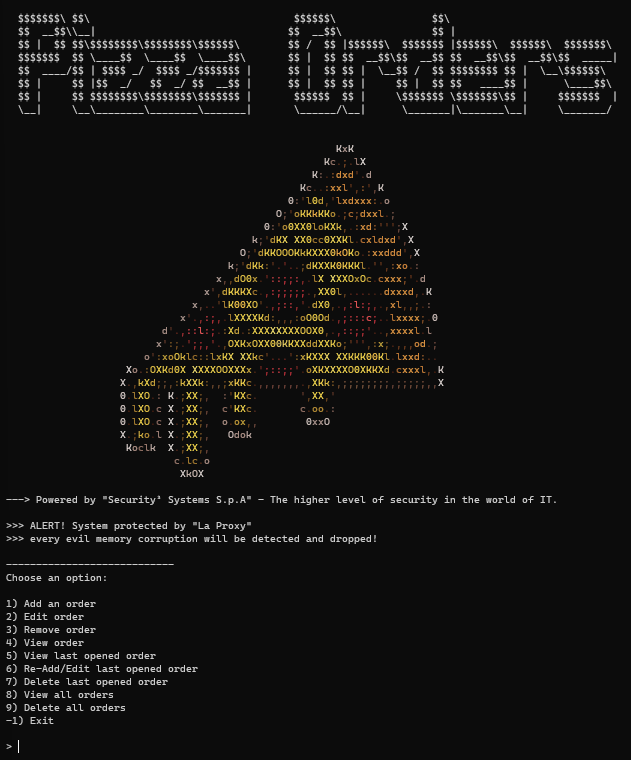 Pizza Orders
---> Powered by "Security³ Systems S.p.A" - The higher level of security in the world of IT.
>>> ALERT! System protected by "La Proxy"
>>> every evil memory corruption will be detected and dropped!
----------------------------
Choose an option:
1) Add an order
2) Edit order
3) Remove order
4) View order
5) View last opened order
6) Re-Add/Edit last opened order
7) Delete last opened order
8) View all orders
9) Delete all orders
-1) Exit
>